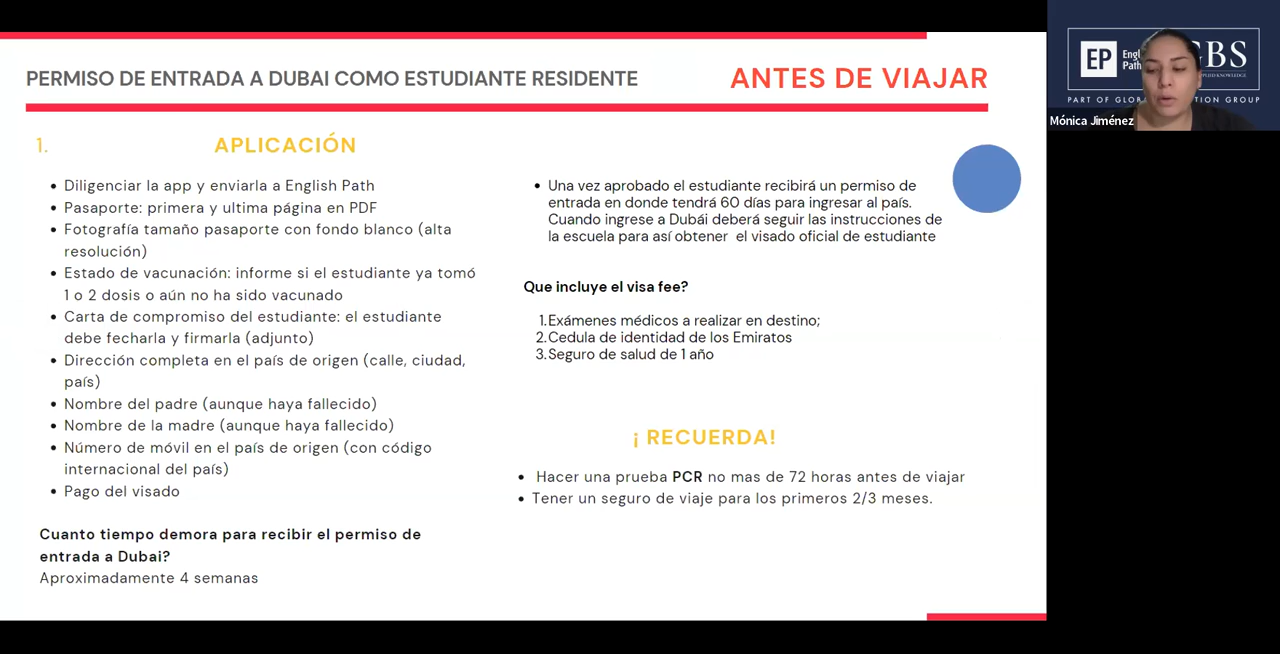 PERMISO DE ENTRADA A DUBAI COMO ESTUDIANTE RESIDENTE
ANTES DE VIAJAR
1. APLICACIÓN
• Diligenciar la app y enviarla a English Path
• Pasaporte: primera y ultima página en PDF
• Fotografía tamaño pasaporte con fondo blanco (alta
resolución)
• Estado de vacunación: informe si el estudiante ya tomó
1 o 2 dosis o aún no ha sido vacunado
• Carta de compromiso del estudiante: el estudiante
debe fecharla y firmarla (adjunto)
• Dirección completa en el país de origen (calle, ciudad,
país)
• Nombre del padre (aunque haya fallecido)
• Nombre de la madre (aunque haya fallecido)
• Número de móvil en el país de origen (con código
internacional del país)
• Pago del visado
Cuanto tiempo demora para recibir el permiso de
entrada a Dubai?
Aproximadamente 4 semanas
• Una vez aprobado el estudiante recibirá un permiso de
entrada en donde tendrá 60 días para ingresar al país.
Cuando ingrese a Dubái deberá seguir las instrucciones de
la escuela para así obtener el visado oficial de estudiante
Que incluye el visa fee?
1.Exámenes médicos a realizar en destino;
2.Cedula de identidad de los Emiratos
3.Seguro de salud de 1 año
¡ RECUERDA!
• Hacer una prueba PCR no mas de 72 horas antes de viajar
• Tener un seguro de viaje para los primeros 2/3 meses.
EP
PART OF
Mónica Jiménez